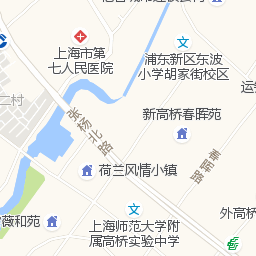 上海市第
七人民医院
浦东新区东波
小学胡家街校区
运
二村
张杨北路
新高桥春晖苑
荷兰风情小镇
薇和苑
外高桥
上海师范大学附
属高桥实验中学